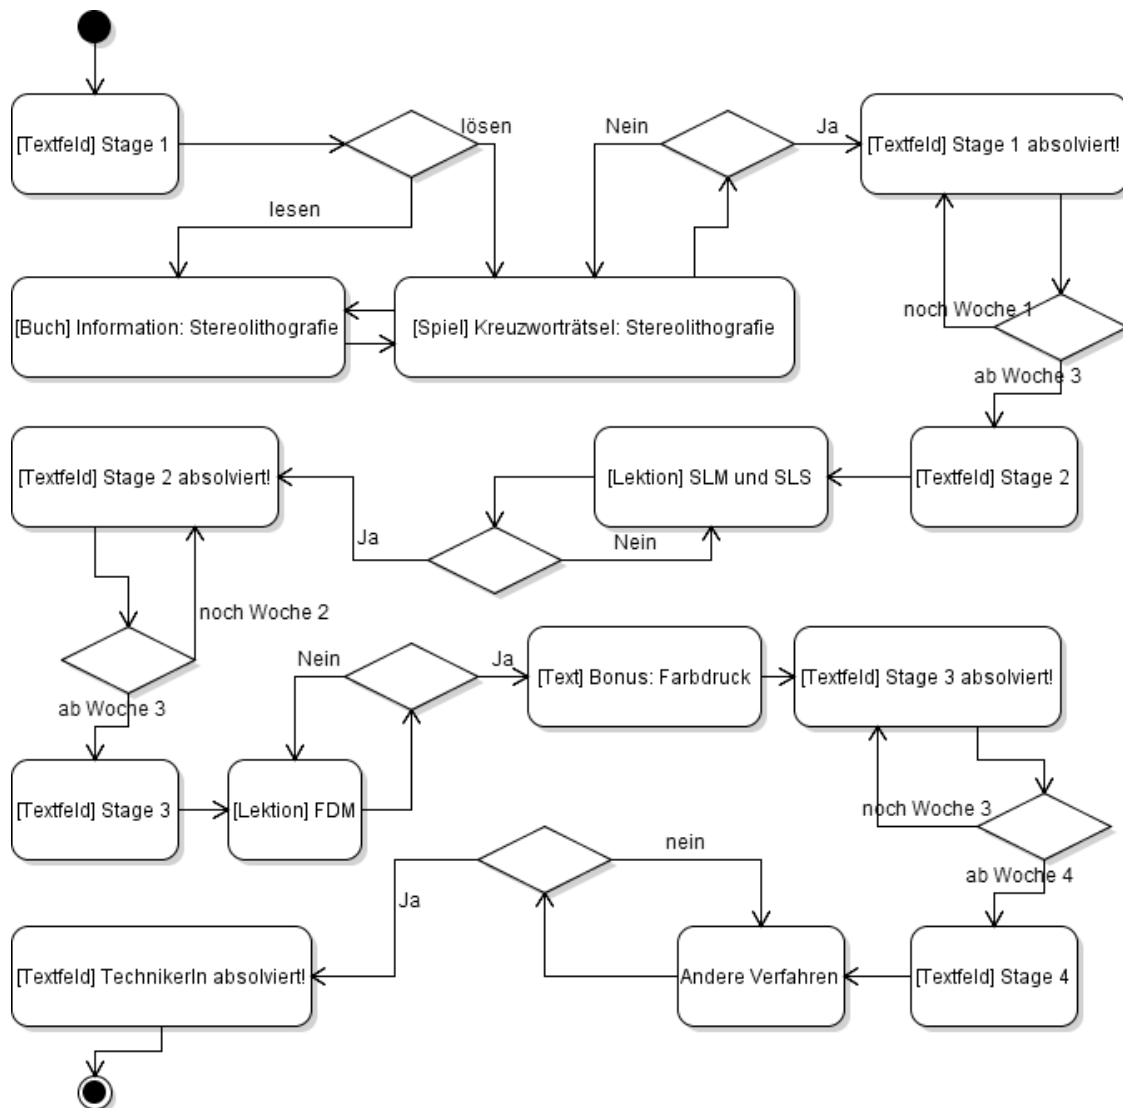 [Textfeld] Stage 1
lösen
Nein
Ja
[Textfeld] Stage 1 absolviert!
lesen
[Buch] Information: Stereolithografie
[Spiel] Kreuzworträtsel: Stereolithografie
noch Woche 1
ab Woche 3
[Textfeld] Stage 2 absolviert!
[Lektion] SLM und SLS
[Textfeld] Stage 2
Ja
Nein
noch Woche 2
Nein
Ja
[Text] Bonus: Farbdruck
[Textfeld] Stage 3 absolviert!
ab Woche 3
[Textfeld] Stage 3
[Lektion] FDM
noch Woche 3
nein
ab Woche 4
Ja
[Textfeld] TechnikerIn absolviert!
Andere Verfahren
[Textfeld] Stage 4